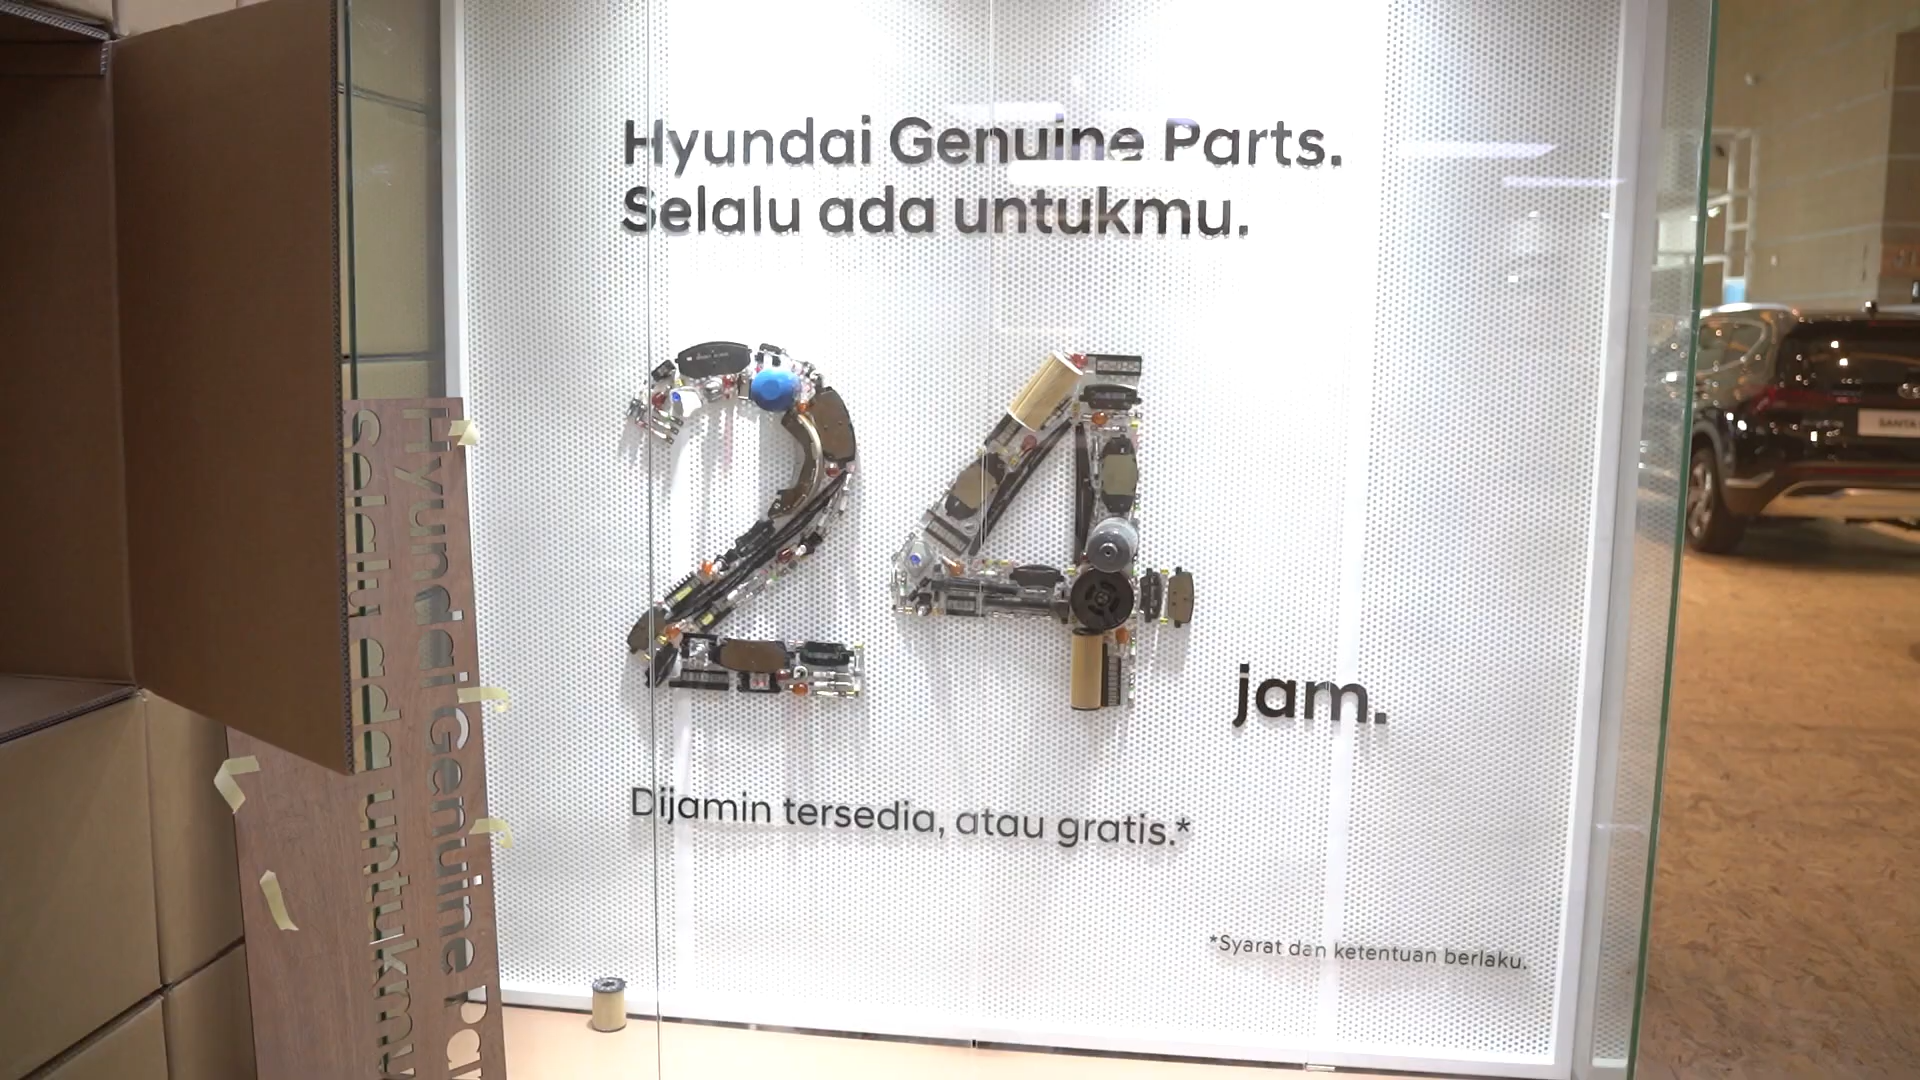 Hyundai Genuine Parts.
Selalu ada untukmu.
24
jam.
Dijamin tersedia, atau gratis.*
*Syarat dan ketentuan berlaku.
Hyundai Genuine
Selalu ada untukmu
SANTA